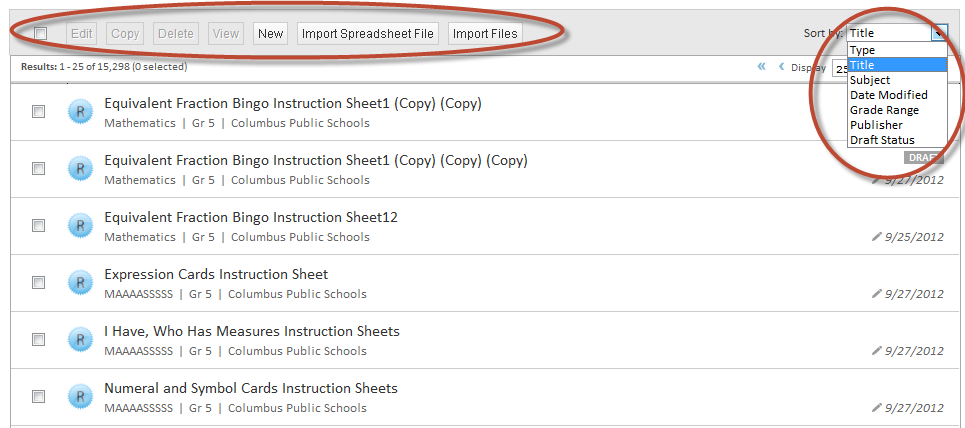 Edit Copy Delete View New Import Spreadsheet File Import Files Sort by: Title
Type
Title
Subject
Date Modified
Grade Range
Publisher
Draft Status
Results: 1 - 25 of 15,298 (0 selected) « ‹ Display 25
R Equivalent Fraction Bingo Instruction Sheet1 (Copy) (Copy)
Mathematics | Gr 5 | Columbus Public Schools
R Equivalent Fraction Bingo Instruction Sheet1 (Copy) (Copy) (Copy) DRAFT
Mathematics | Gr 5 | Columbus Public Schools 9/27/2012
R Equivalent Fraction Bingo Instruction Sheet12
Mathematics | Gr 5 | Columbus Public Schools 9/25/2012
R Expression Cards Instruction Sheet
MAAAASSSSS | Gr 5 | Columbus Public Schools 9/27/2012
R I Have, Who Has Measures Instruction Sheets
MAAAASSSSS | Gr 5 | Columbus Public Schools 9/27/2012
R Numeral and Symbol Cards Instruction Sheets
MAAAASSSSS | Gr 5 | Columbus Public Schools 9/27/2012